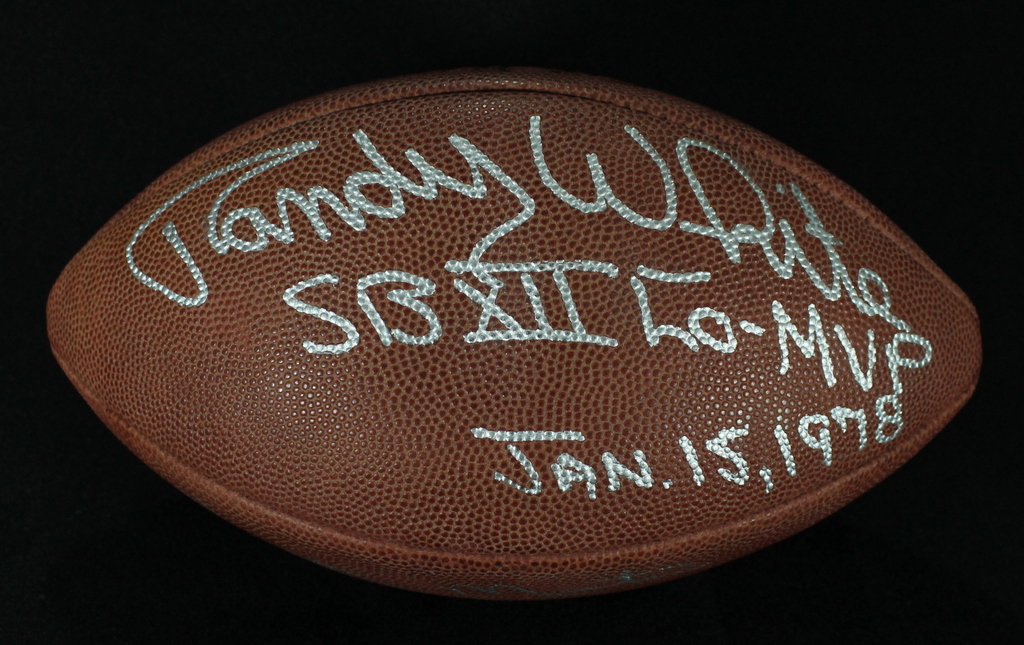 Randy White
SB XII Co-MVP
JAN. 15, 1978